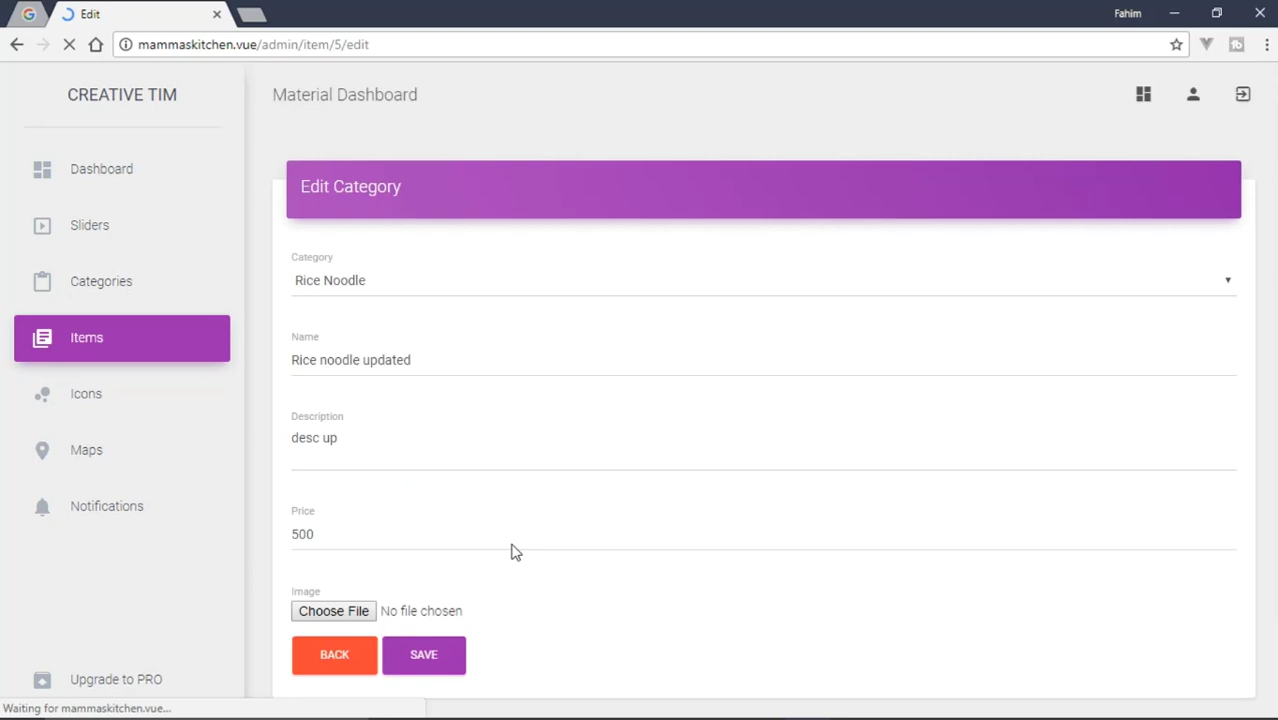 Edit
Fahim
mammaskitchen.vue/admin/item/5/edit
CREATIVE TIM
Material Dashboard
Dashboard
Sliders
Categories
Items
Icons
Maps
Notifications
Upgrade to PRO
Edit Category
Category
Rice Noodle
Name
Rice noodle updated
Description
desc up
Price
500
Image
Choose File No file chosen
BACK SAVE
Waiting for mammaskitchen.vue...